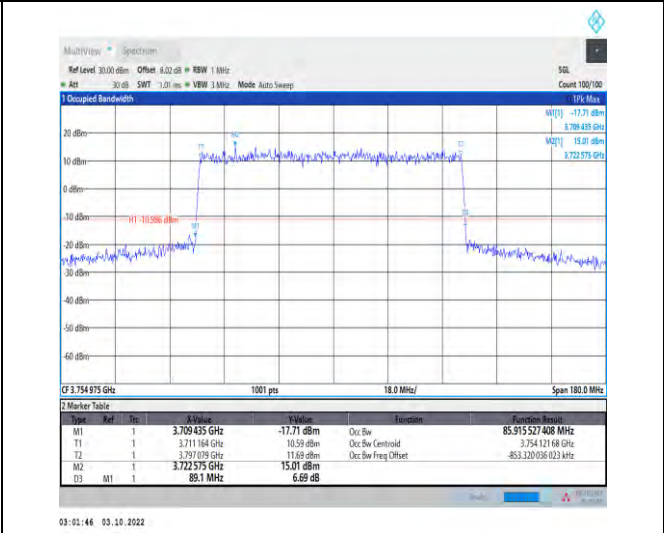 MultiView Spectrum
Ref Level 30.00 dBm Offset 8.02 dB RBW 1 MHz SGL
Att 30 dB SWT 1.01 ms VBW 3 MHz Mode Auto Sweep Count 100/100
1 Occupied Bandwidth 1Pk Max
M1[1] -17.71 dBm
3.709 435 GHz
M2[1] 15.01 dBm
3.722 575 GHz
20 dBm
M2
T1 T2
10 dBm
0 dBm
-10 dBm
H1 -10.986 dBm
M1
-20 dBm
-30 dBm
-40 dBm
-50 dBm
-60 dBm
CF 3.754 975 GHz 1001 pts 18.0 MHz/ Span 180.0 MHz
2 Marker Table
Type Ref Trc X-Value Y-Value Function Function Result
M1 1 3.709 435 GHz -17.71 dBm Occ Bw 85.915 527 408 MHz
T1 1 3.711 164 GHz 10.59 dBm Occ Bw Centroid 3.754 121 68 GHz
T2 1 3.797 079 GHz 11.69 dBm Occ Bw Freq Offset -853.320 036 023 kHz
M2 1 3.722 575 GHz 15.01 dBm
D3 M1 1 89.1 MHz 6.69 dB
03:01:46 03.10.2022